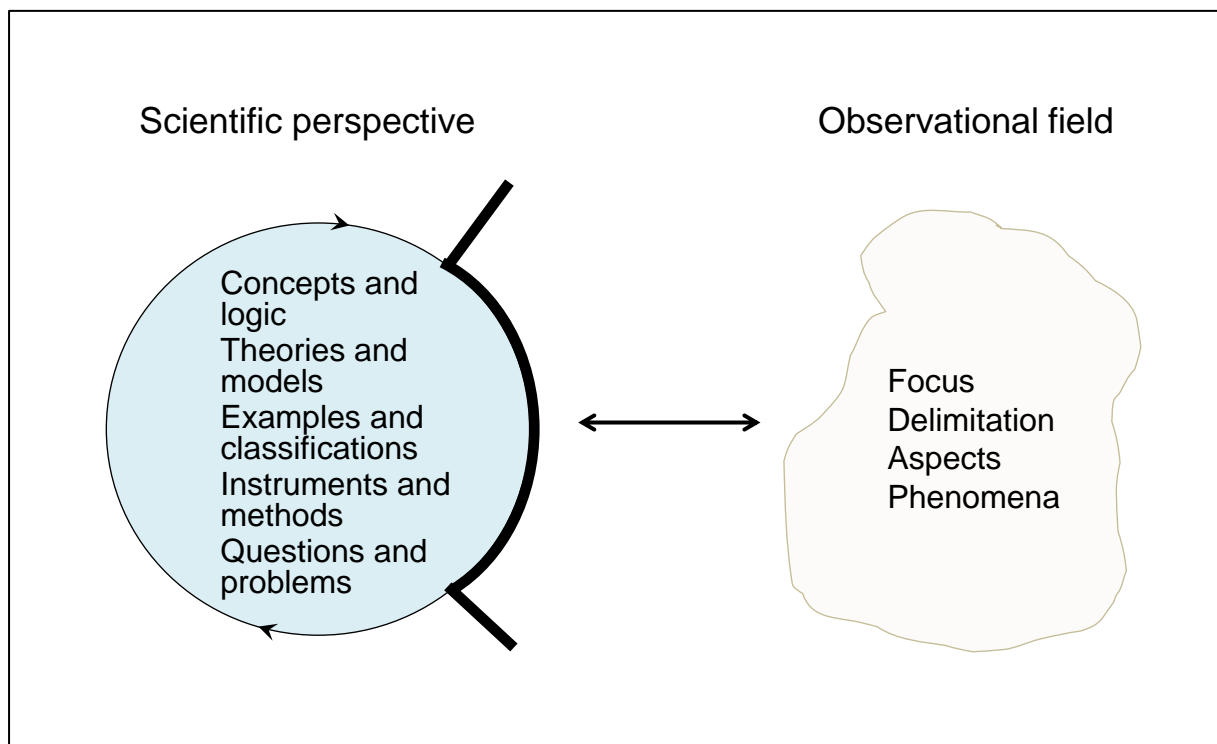 Scientific perspective
Observational field
Concepts and
logic
Theories and
models
Examples and
classifications
Instruments and
methods
Questions and
problems
Focus
Delimitation
Aspects
Phenomena